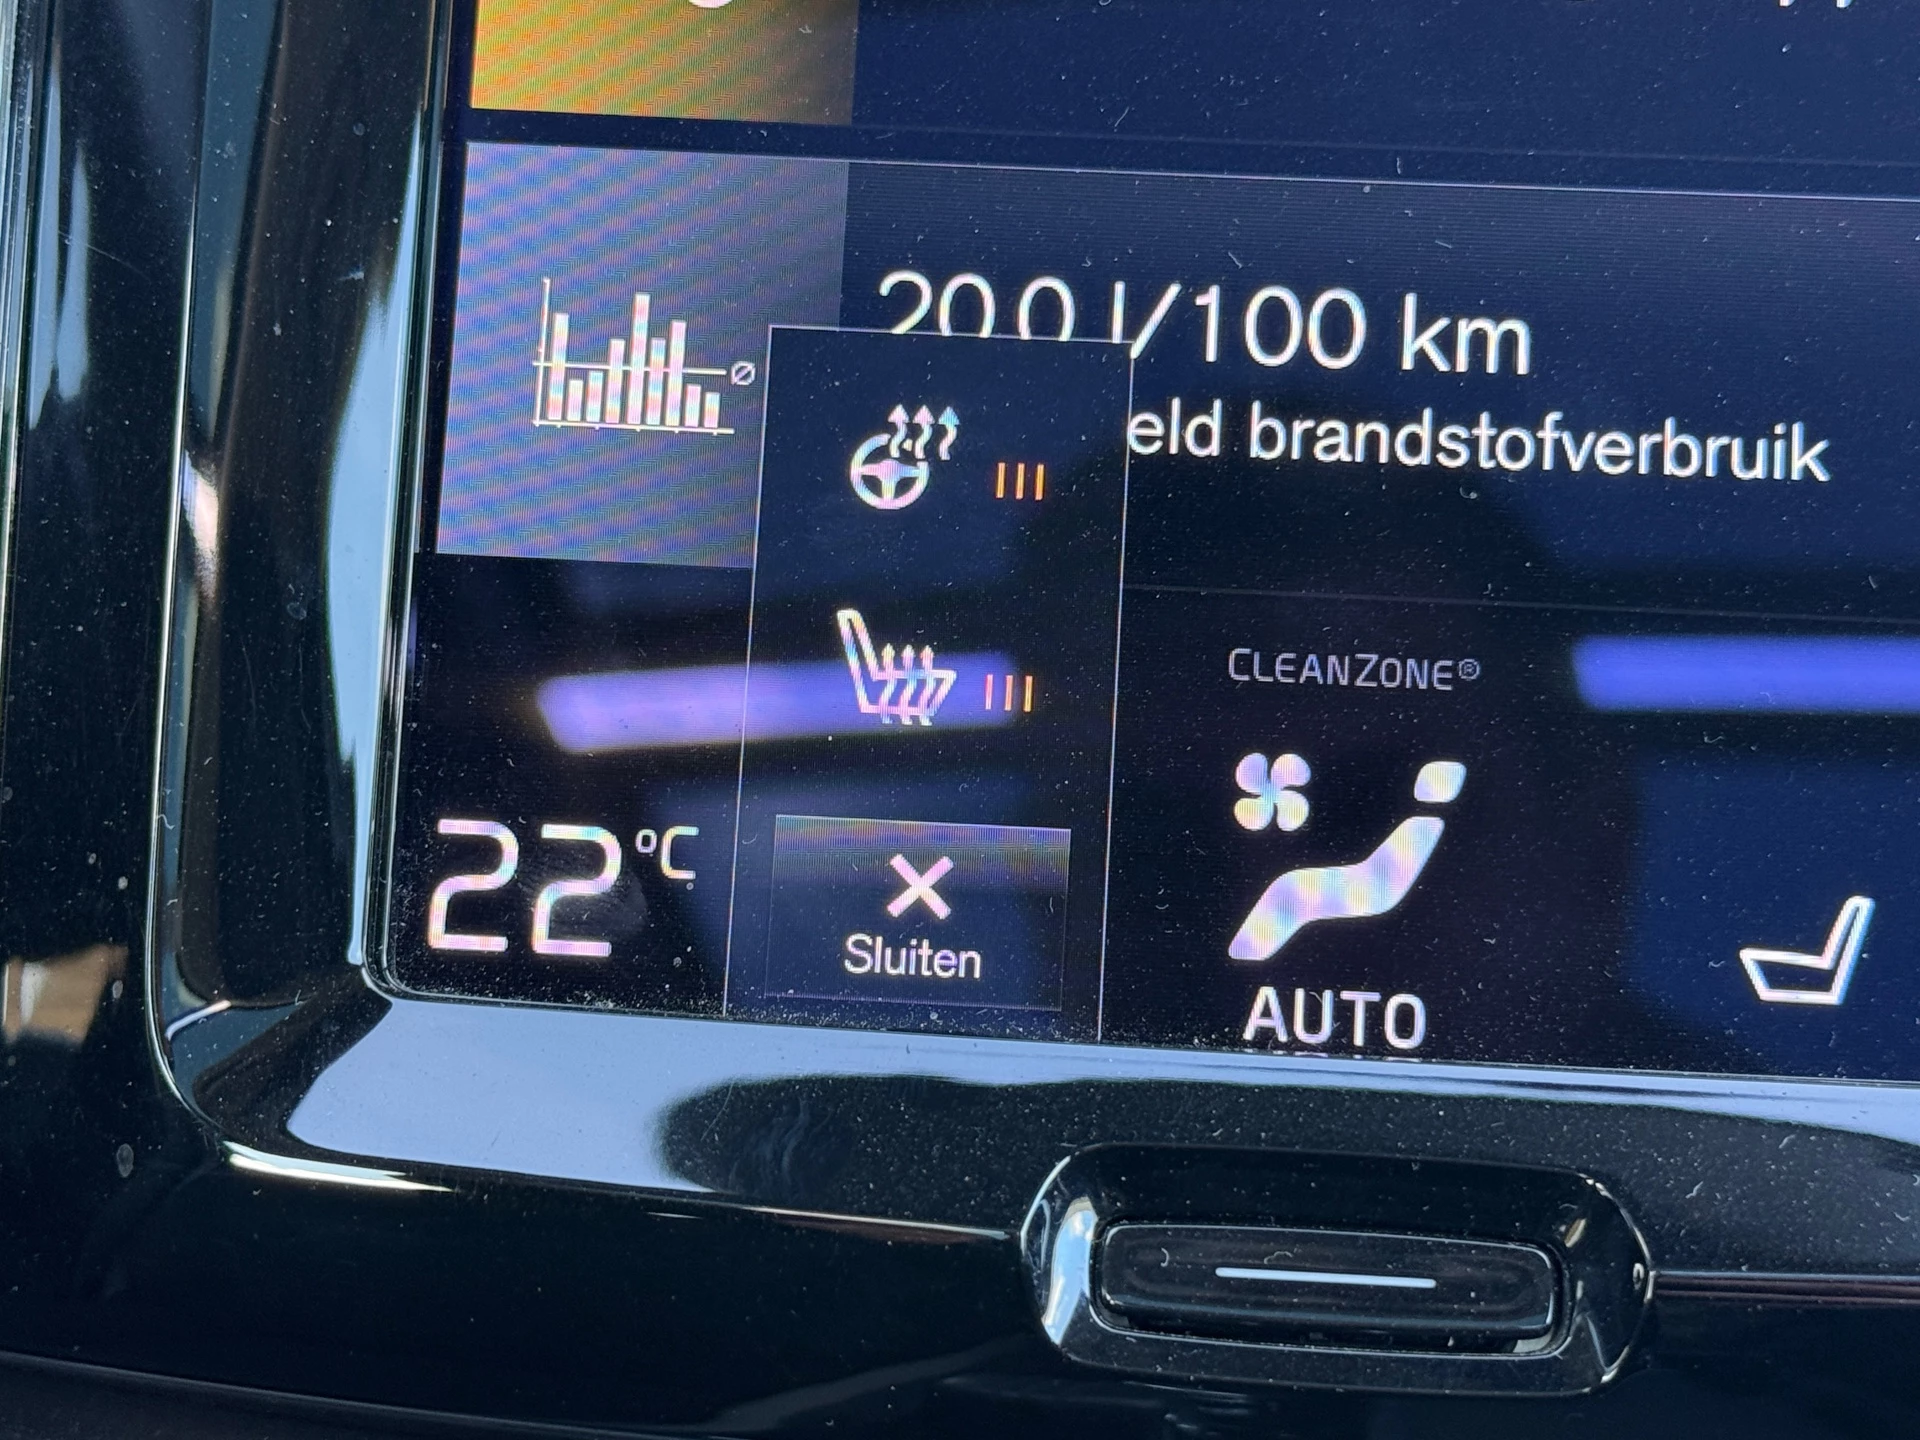 20.0 l/100 km
eld brandstofverbruik
CLEANZONE®
22 °C
Sluiten
AUTO